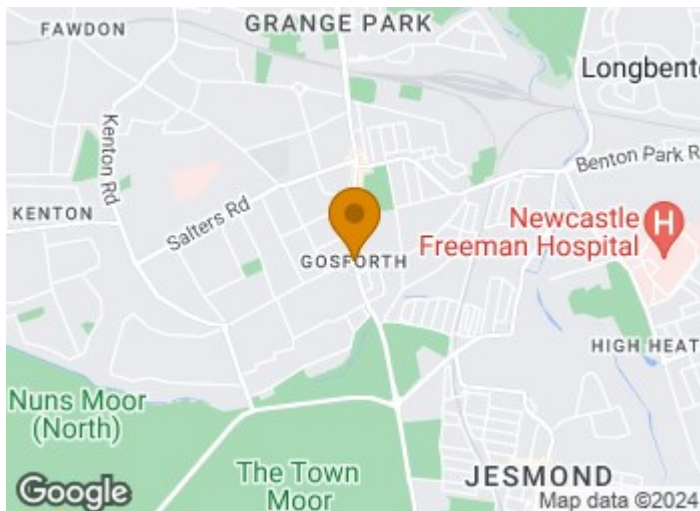 FAWDON
GRANGE PARK
Longbent
Kenton Rd
Benton Park R
KENTON
Salters Rd
Newcastle
Freeman Hospital
H
GOSFORTH
HIGH HEAT
Nuns Moor
(North)
The Town
Moor
JESMOND
Google
Map data ©2024